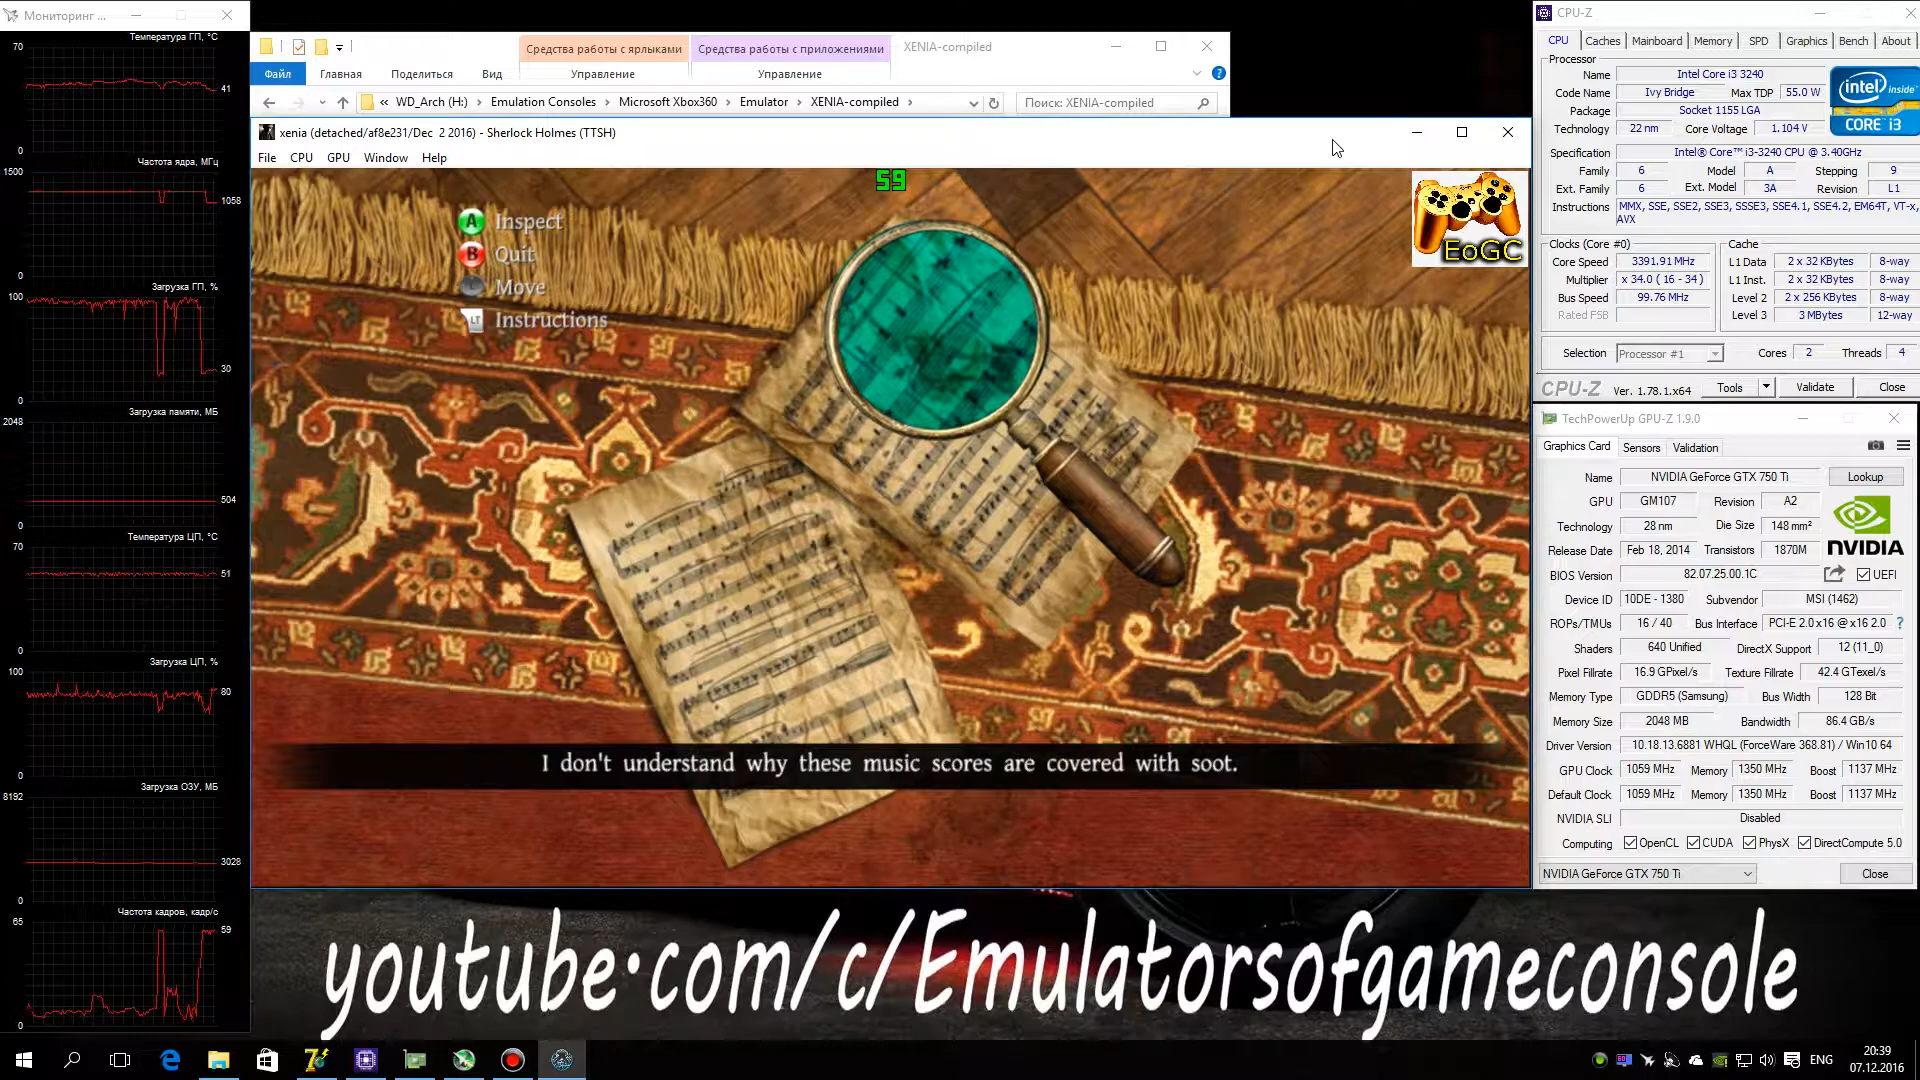 Мониторинг ...
Температура ГП, °C
70
41
0
Частота ядра, МГц
1500
1058
0
Загрузка ГП, %
100
30
0
Загрузка памяти, МБ
2048
504
0
Температура ЦП, °C
70
51
0
Загрузка ЦП, %
100
80
0
Загрузка ОЗУ, МБ
8192
3028
0
Частота кадров, кадр/с
65
59
0
Средства работы с ярлыками
Средства работы с приложениями
XENIA-compiled
Файл
Главная
Поделиться
Вид
Управление
Управление
« WD_Arch (H:) › Emulation Consoles › Microsoft Xbox360 › Emulator › XENIA-compiled ›
Поиск: XENIA-compiled
xenia (detached/af8e231/Dec 2 2016) - Sherlock Holmes (TTSH)
File CPU GPU Window Help
59
A Inspect
B Quit
L Move
LT Instructions
EoGC
I don't understand why these music scores are covered with soot.
youtube.com/c/Emulatorsofgameconsole
CPU-Z
CPU Caches Mainboard Memory SPD Graphics Bench About
Processor
Name Intel Core i3 3240
Code Name Ivy Bridge Max TDP 55.0 W
Package Socket 1155 LGA
Technology 22 nm Core Voltage 1.104 V
intel inside™
CORE i3
Specification Intel® Core™ i3-3240 CPU @ 3.40GHz
Family 6 Model A Stepping 9
Ext. Family 6 Ext. Model 3A Revision L1
Instructions MMX, SSE, SSE2, SSE3, SSSE3, SSE4.1, SSE4.2, EM64T, VT-x,
AVX
Clocks (Core #0)
Core Speed 3391.91 MHz
Multiplier x 34.0 ( 16 - 34 )
Bus Speed 99.76 MHz
Rated FSB
Cache
L1 Data 2 x 32 KBytes 8-way
L1 Inst. 2 x 32 KBytes 8-way
Level 2 2 x 256 KBytes 8-way
Level 3 3 MBytes 12-way
Selection Processor #1 Cores 2 Threads 4
CPU-Z Ver. 1.78.1.x64 Tools Validate Close
TechPowerUp GPU-Z 1.9.0
Graphics Card Sensors Validation
Name NVIDIA GeForce GTX 750 Ti Lookup
GPU GM107 Revision A2
Technology 28 nm Die Size 148 mm²
Release Date Feb 18, 2014 Transistors 1870M
NVIDIA
BIOS Version 82.07.25.00.1C UEFI
Device ID 10DE - 1380 Subvendor MSI (1462)
ROPs/TMUs 16 / 40 Bus Interface PCI-E 2.0 x16 @ x16 2.0 ?
Shaders 640 Unified DirectX Support 12 (11_0)
Pixel Fillrate 16.9 GPixel/s Texture Fillrate 42.4 GTexel/s
Memory Type GDDR5 (Samsung) Bus Width 128 Bit
Memory Size 2048 MB Bandwidth 86.4 GB/s
Driver Version 10.18.13.6881 WHQL (ForceWare 368.81) / Win10 64
GPU Clock 1059 MHz Memory 1350 MHz Boost 1137 MHz
Default Clock 1059 MHz Memory 1350 MHz Boost 1137 MHz
NVIDIA SLI Disabled
Computing OpenCL CUDA PhysX DirectCompute 5.0
NVIDIA GeForce GTX 750 Ti Close
ENG
20:39
07.12.2016